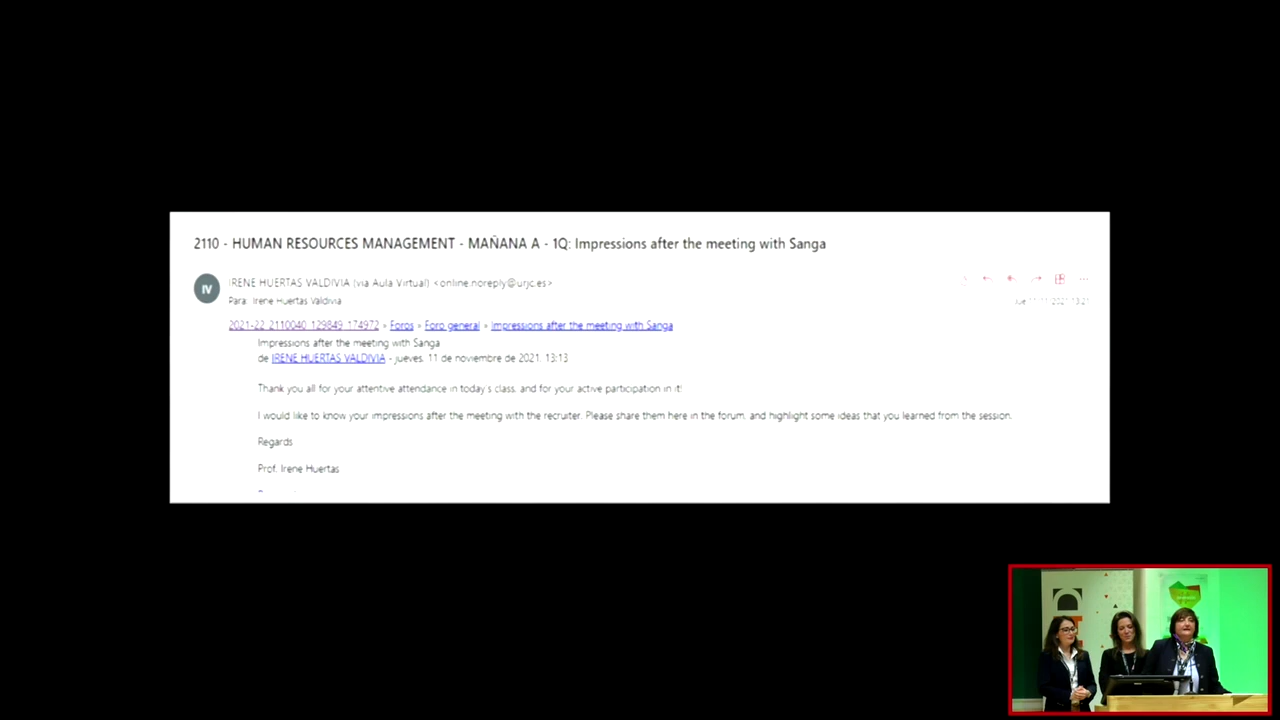 2110 - HUMAN RESOURCES MANAGEMENT - MAÑANA A - 1Q: Impressions after the meeting with Sanga
IV
IRENE HUERTAS VALDIVIA (via Aula Virtual) <online.noreply@urjc.es>
Para: Irene Huertas Valdivia
2021-22_2110040_129849_174972 » Foros » Foro general » Impressions after the meeting with Sanga
Impressions after the meeting with Sanga
de IRENE HUERTAS VALDIVIA - jueves, 11 de noviembre de 2021, 13:13
Thank you all for your attentive attendance in today's class, and for your active participation in it!
I would like to know your impressions after the meeting with the recruiter. Please share them here in the forum, and highlight some ideas that you learned from the session.
Regards
Prof. Irene Huertas